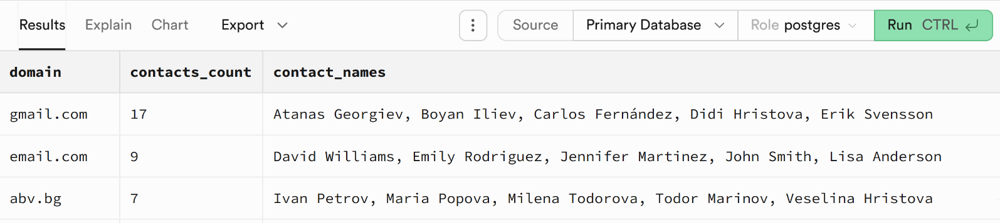 Results Explain Chart Export Source Primary Database Role postgres Run CTRL
domain contacts_count contact_names
gmail.com 17 Atanas Georgiev, Boyan Iliev, Carlos Fernández, Didi Hristova, Erik Svensson
email.com 9 David Williams, Emily Rodriguez, Jennifer Martinez, John Smith, Lisa Anderson
abv.bg 7 Ivan Petrov, Maria Popova, Milena Todorova, Todor Marinov, Veselina Hristova